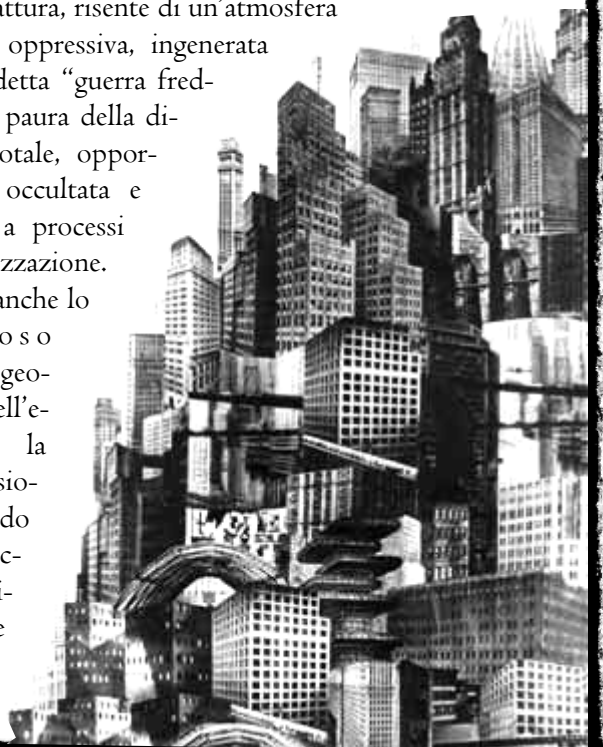 attura, risente di un'atmosfera
oppressiva, ingenerata
detta “guerra fred-
paura della di-
otale, oppor-
occultata e
a processi
zzazione.
anche lo
o s o
geo-
ell'e-
la
sio-
do
c-
i-
e